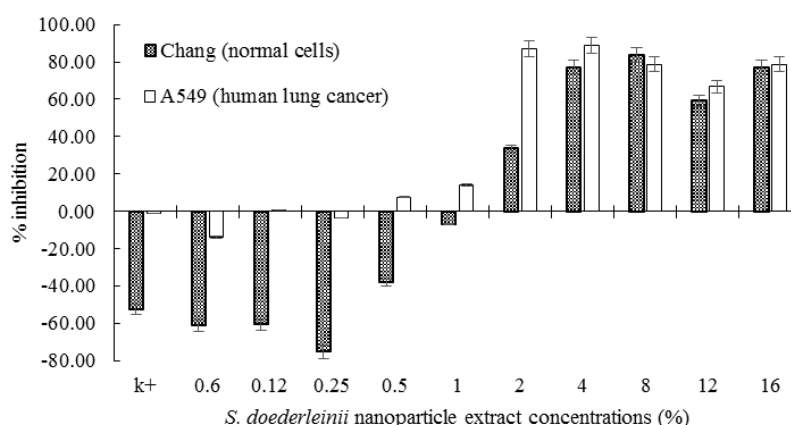 100.00
80.00
60.00
40.00
20.00
0.00
-20.00
-40.00
-60.00
-80.00
% inhibition
Chang (normal cells)
A549 (human lung cancer)
k+ 0.6 0.12 0.25 0.5 1 2 4 8 12 16
S. doederleinii nanoparticle extract concentrations (%)